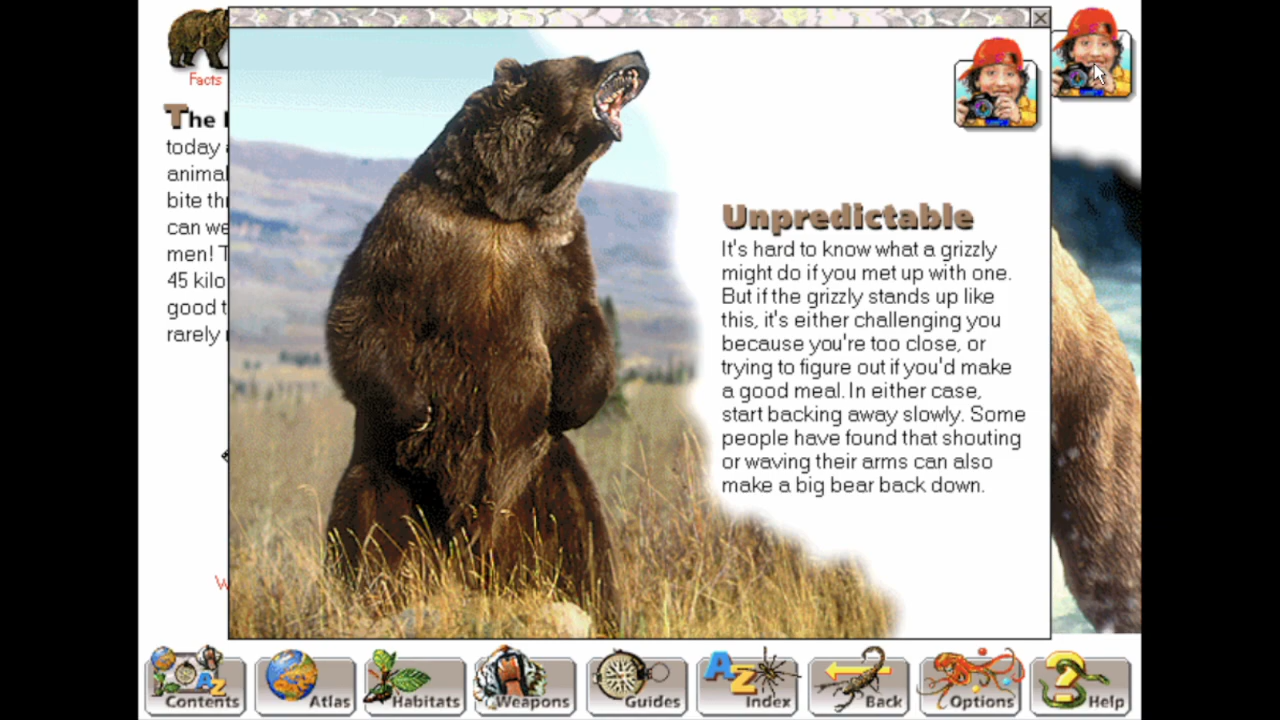 Facts
The
today
animal
bite
can we
men! T
45 kilo
good t
rarely
W
Unpredictable
It's hard to know what a grizzly
might do if you met up with one.
But if the grizzly stands up like
this, it's either challenging you
because you're too close, or
trying to figure out if you'd make
a good meal. In either case,
start backing away slowly. Some
people have found that shouting
or waving their arms can also
make a big bear back down.
Contents
Atlas
Habitats
Weapons
Guides
A Z
Index
Back
Options
?
Help